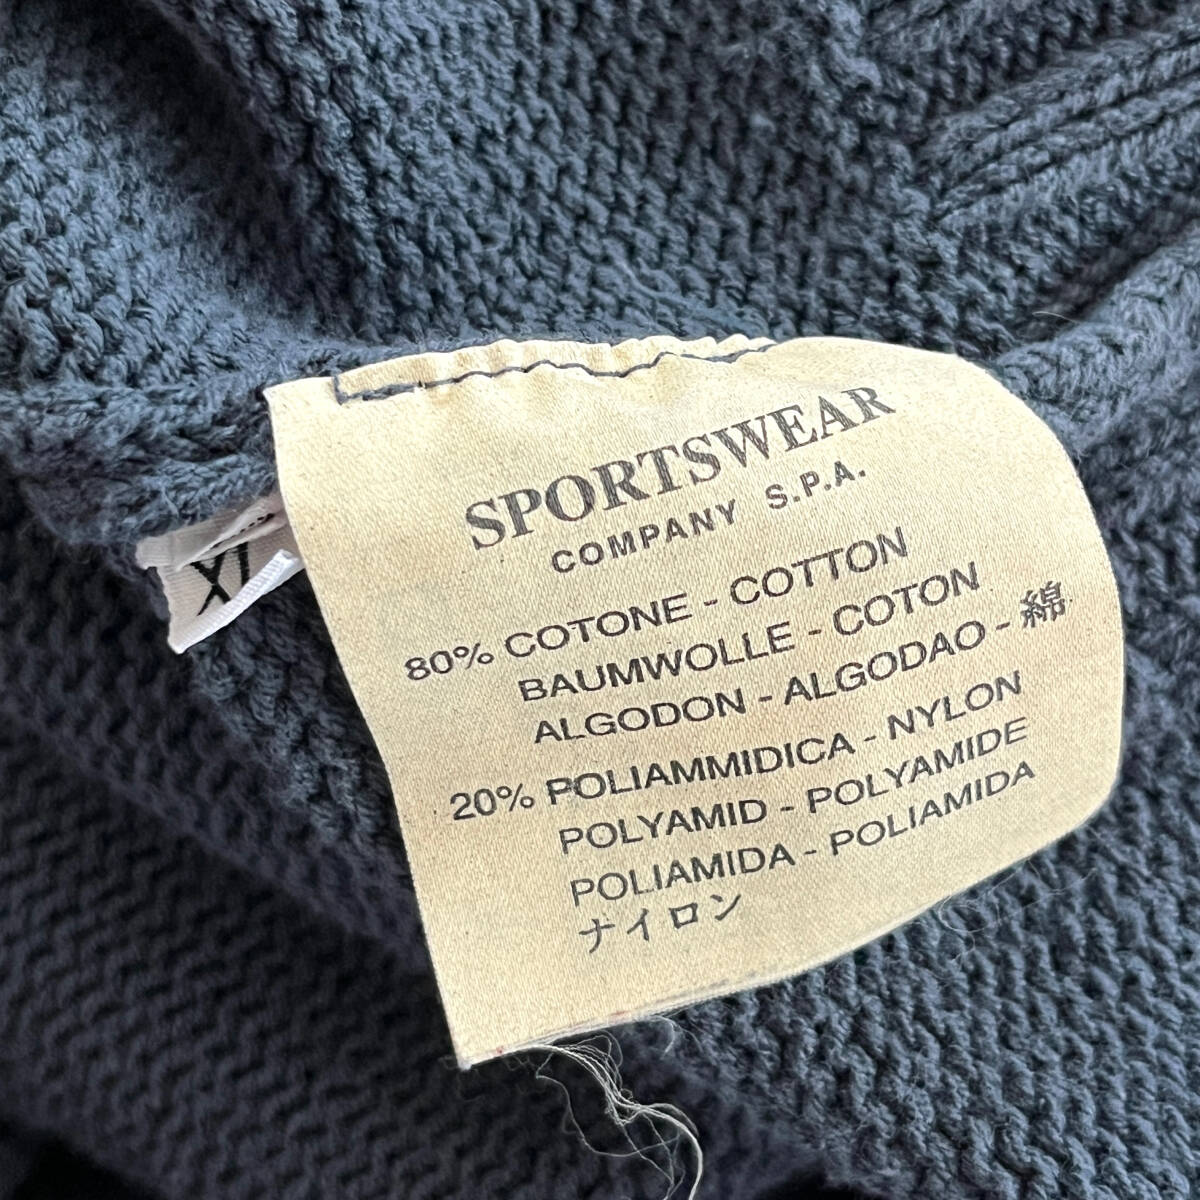 SPORTSWEAR
COMPANY S.P.A.
80% COTONE - COTTON
BAUMWOLLE - COTON
ALGODON - ALGODAO - 綿
20% POLIAMMIDICA - NYLON
POLYAMID - POLYAMIDE
POLIAMIDA - POLIAMIDA
ナイロン